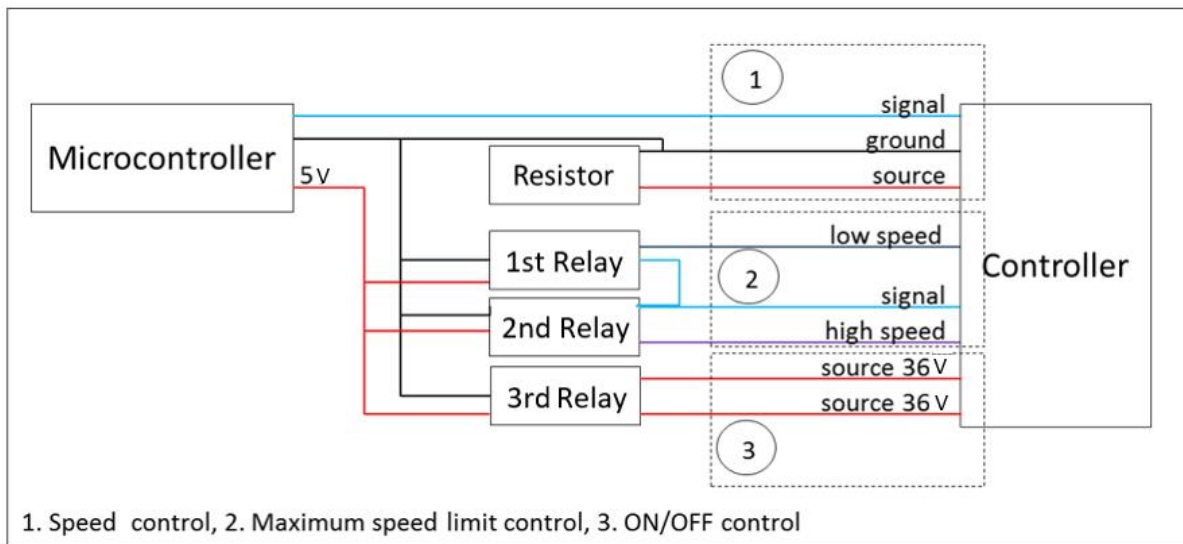 1
signal
Microcontroller
ground
5V
Resistor
source
low speed
1st Relay
2
Controller
signal
2nd Relay
high speed
source 36V
3rd Relay
source 36V
3
1. Speed control, 2. Maximum speed limit control, 3. ON/OFF control